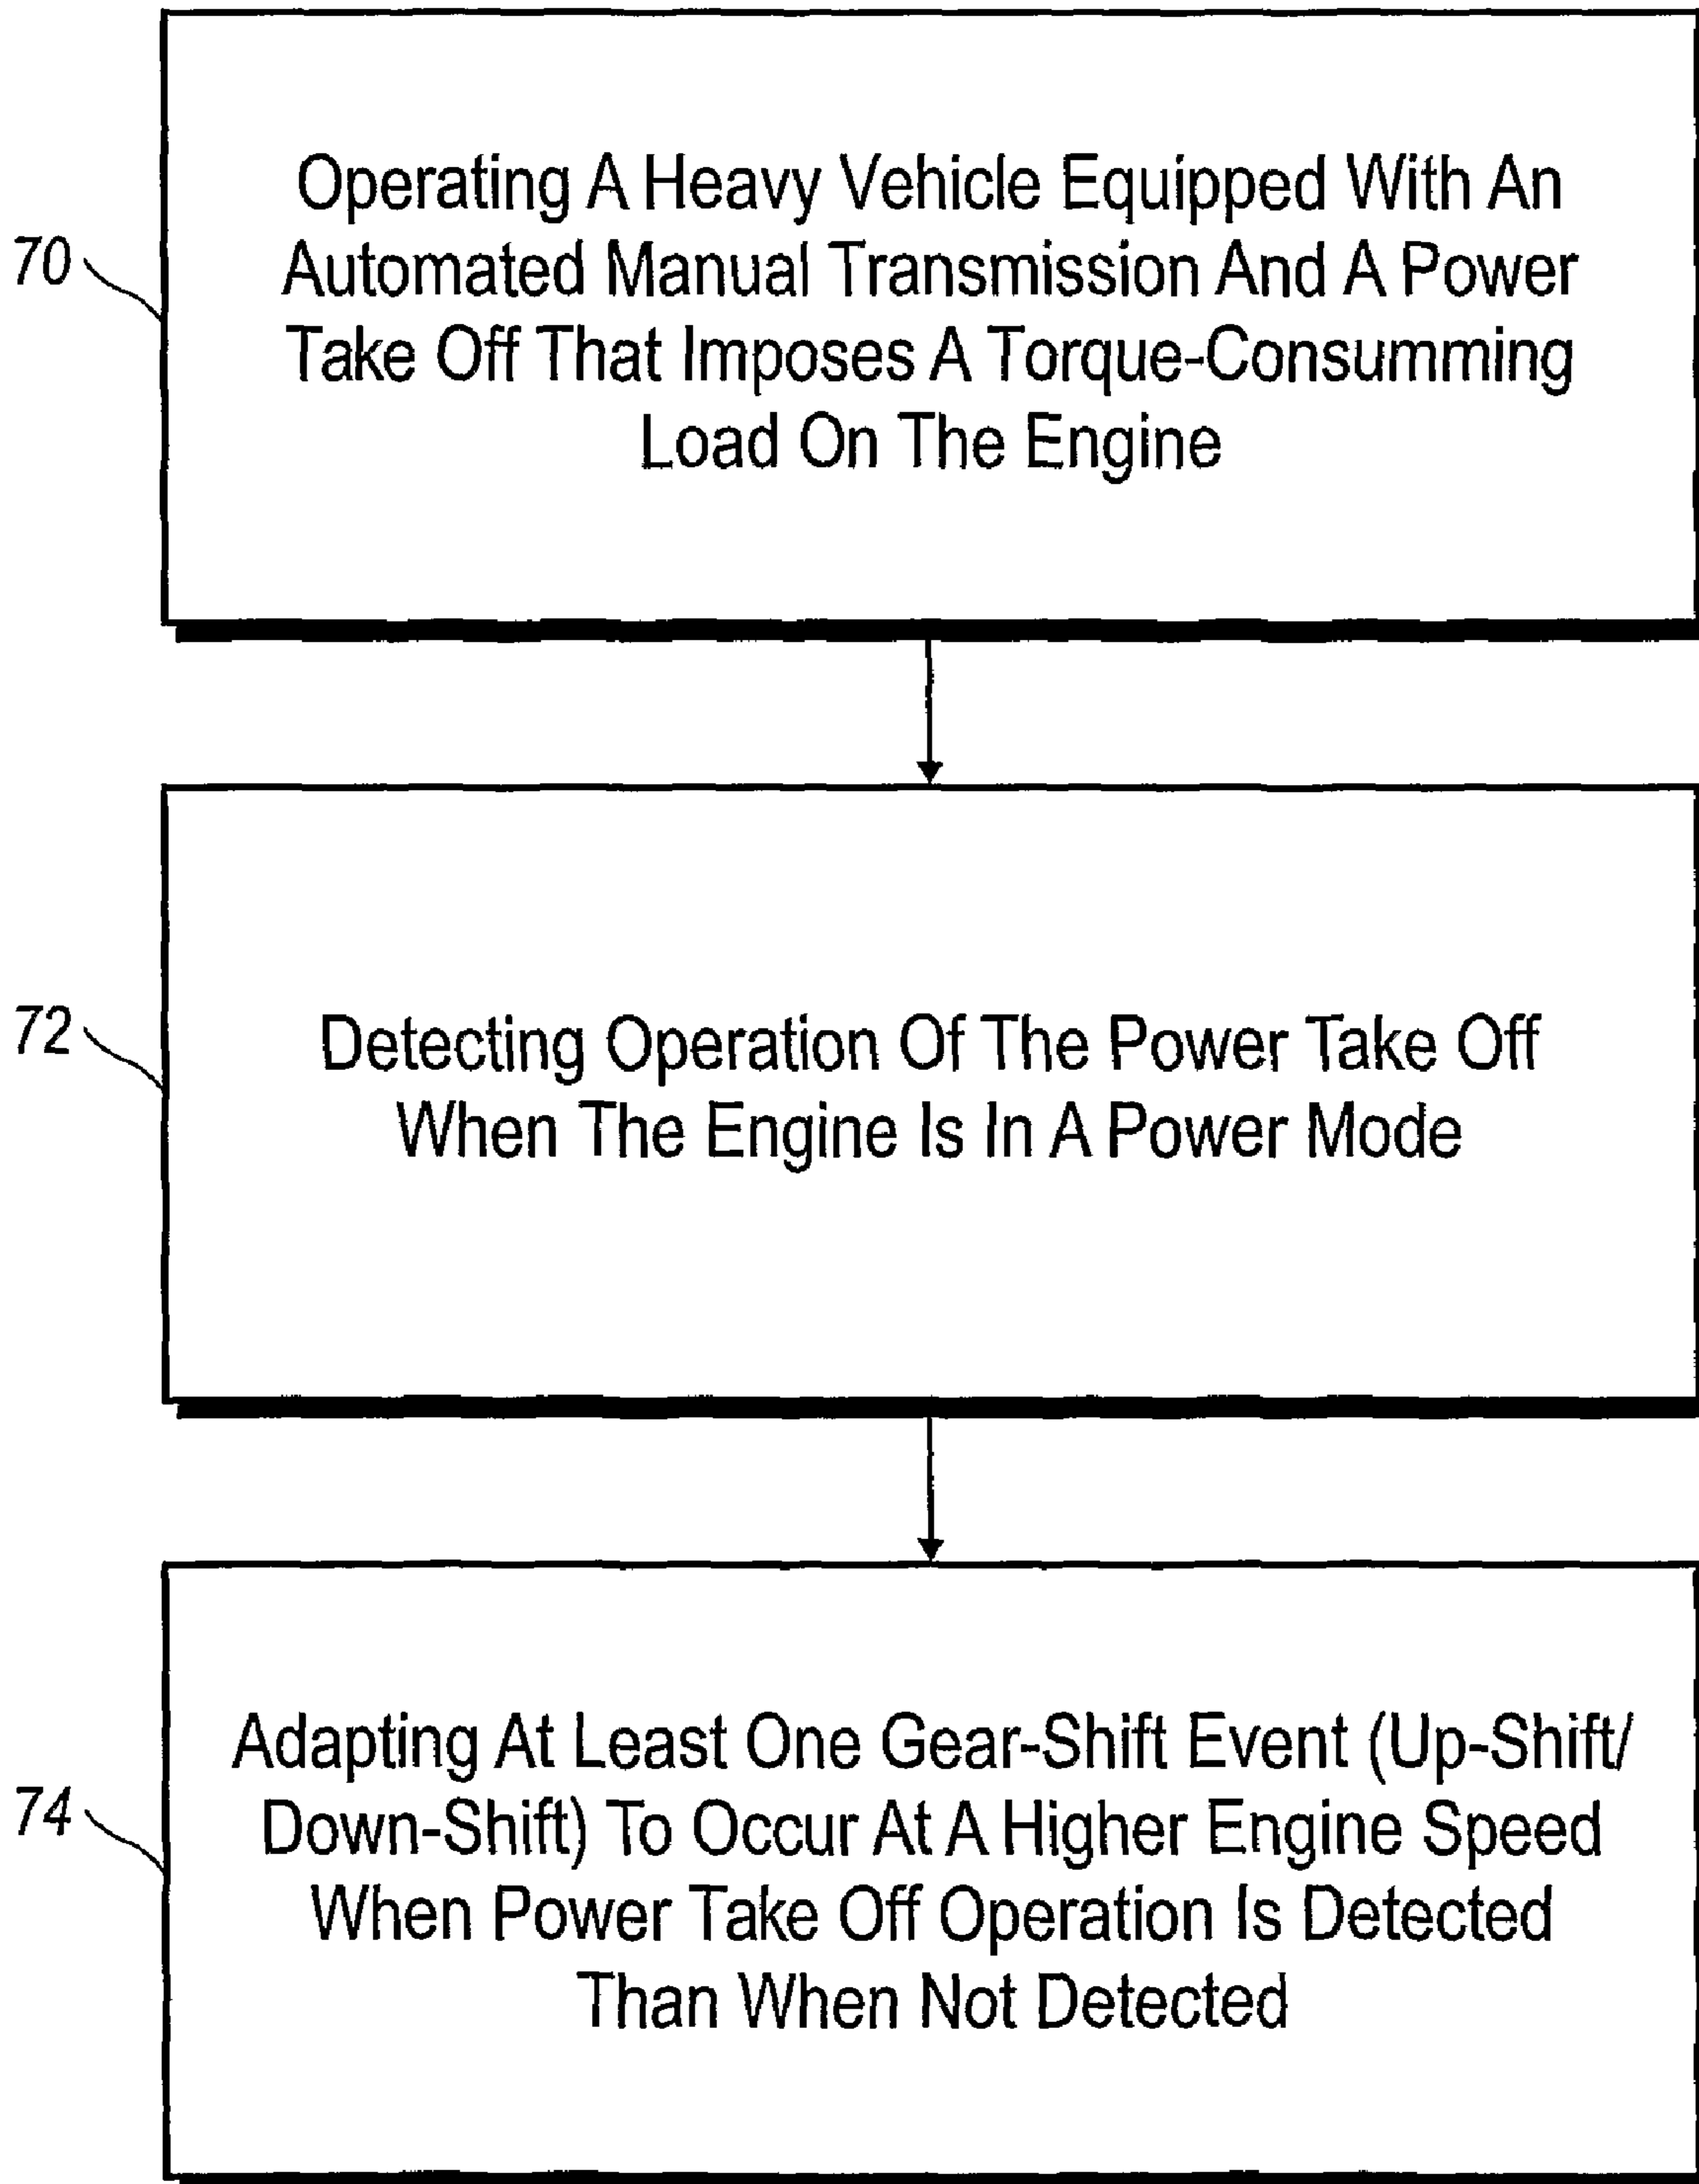 Operating A Heavy Vehicle Equipped With An
Automated Manual Transmission And A Power
Take Off That Imposes A Torque-Consumming
Load On The Engine
70
Detecting Operation Of The Power Take Off
When The Engine Is In A Power Mode
72
Adapting At Least One Gear-Shift Event (Up-Shift/
Down-Shift) To Occur At A Higher Engine Speed
When Power Take Off Operation Is Detected
Than When Not Detected
74